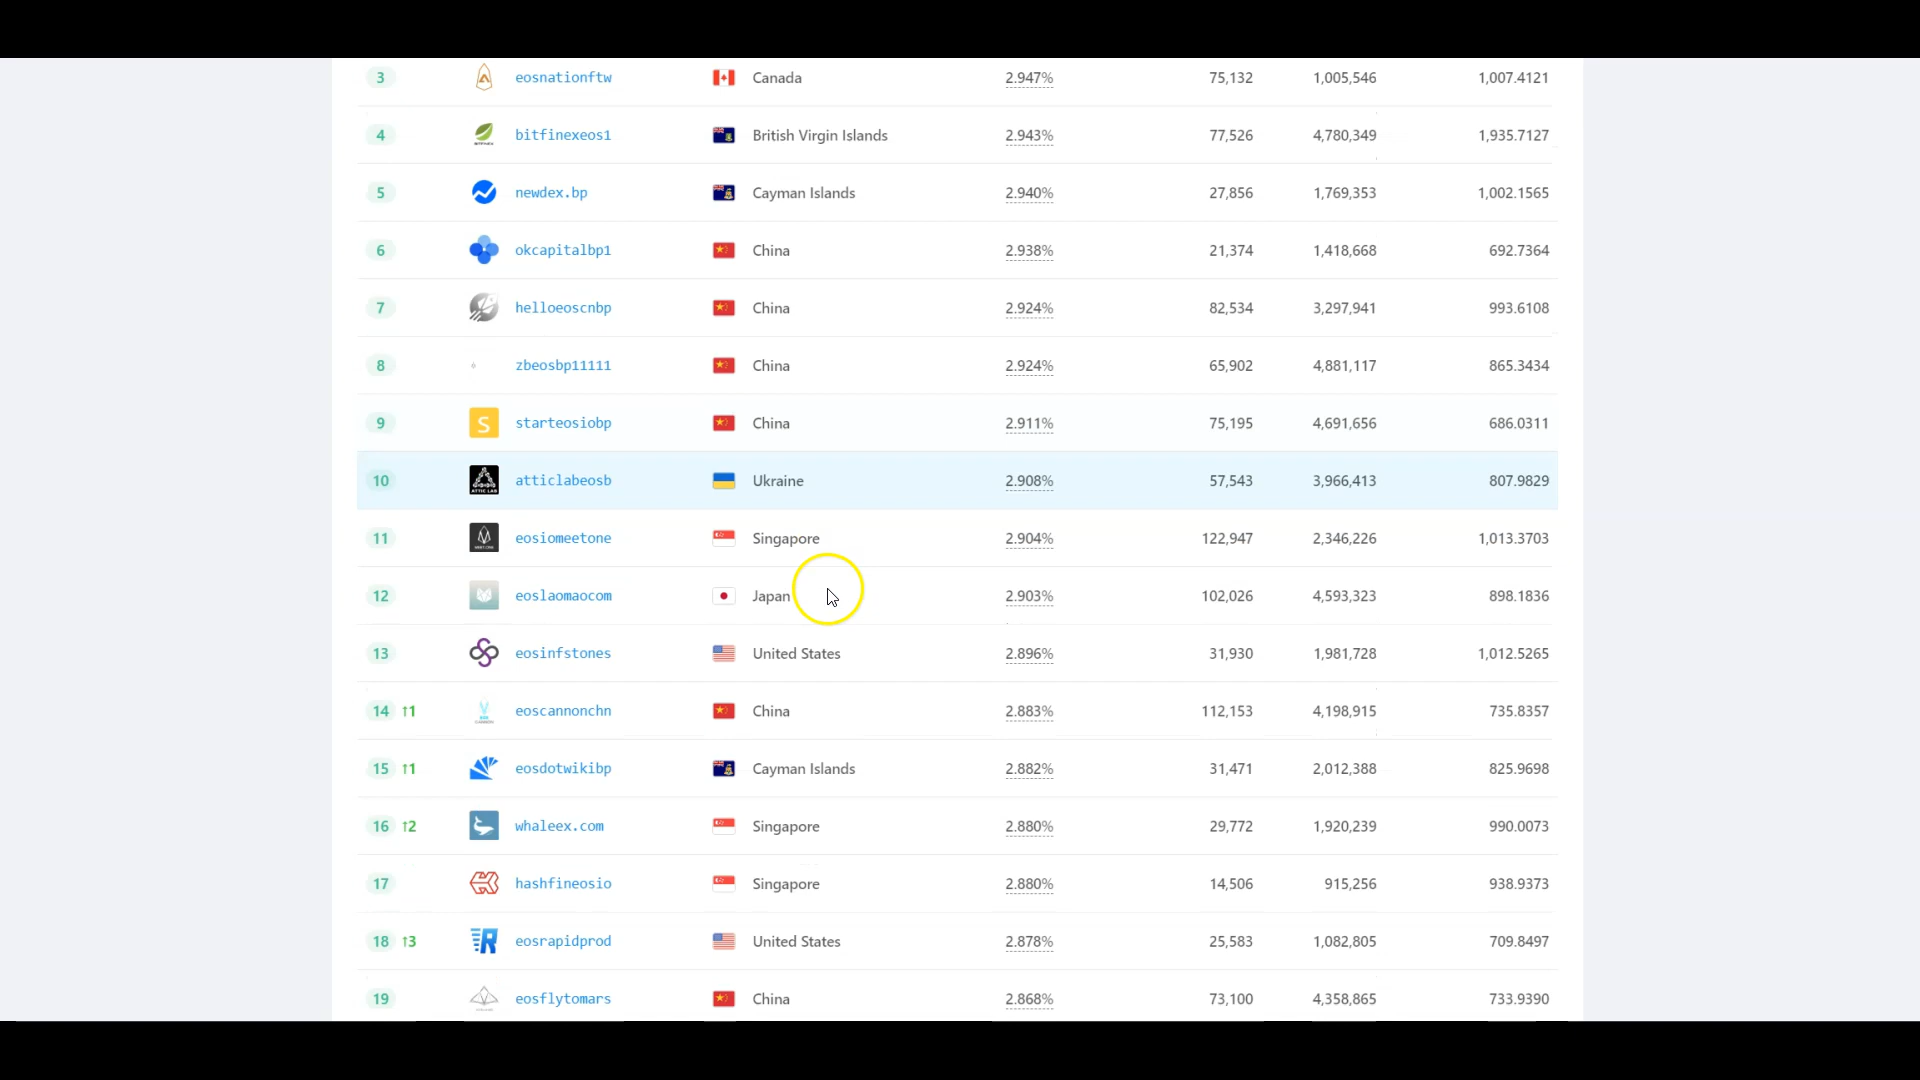 3 eosnationftw Canada 2.947% 75,132 1,005,546 1,007.4121
4 bitfinexeos1 British Virgin Islands 2.943% 77,526 4,780,349 1,935.7127
5 newdex.bp Cayman Islands 2.940% 27,856 1,769,353 1,002.1565
6 okcapitalbp1 China 2.938% 21,374 1,418,668 692.7364
7 helloeoscnbp China 2.924% 82,534 3,297,941 993.6108
8 zbeosbp11111 China 2.924% 65,902 4,881,117 865.3434
9 S starteosiobp China 2.911% 75,195 4,691,656 686.0311
10 ATTIC LAB atticlabeosb Ukraine 2.908% 57,543 3,966,413 807.9829
11 eosiomeetone Singapore 2.904% 122,947 2,346,226 1,013.3703
12 eoslaomaocom Japan 2.903% 102,026 4,593,323 898.1836
13 eosinfstones United States 2.896% 31,930 1,981,728 1,012.5265
14 ↑1 eoscannonchn China 2.883% 112,153 4,198,915 735.8357
15 ↑1 eosdotwikibp Cayman Islands 2.882% 31,471 2,012,388 825.9698
16 ↑2 whaleex.com Singapore 2.880% 29,772 1,920,239 990.0073
17 hashfineosio Singapore 2.880% 14,506 915,256 938.9373
18 ↑3 R eosrapidprod United States 2.878% 25,583 1,082,805 709.8497
19 eosflytomars China 2.868% 73,100 4,358,865 733.9390